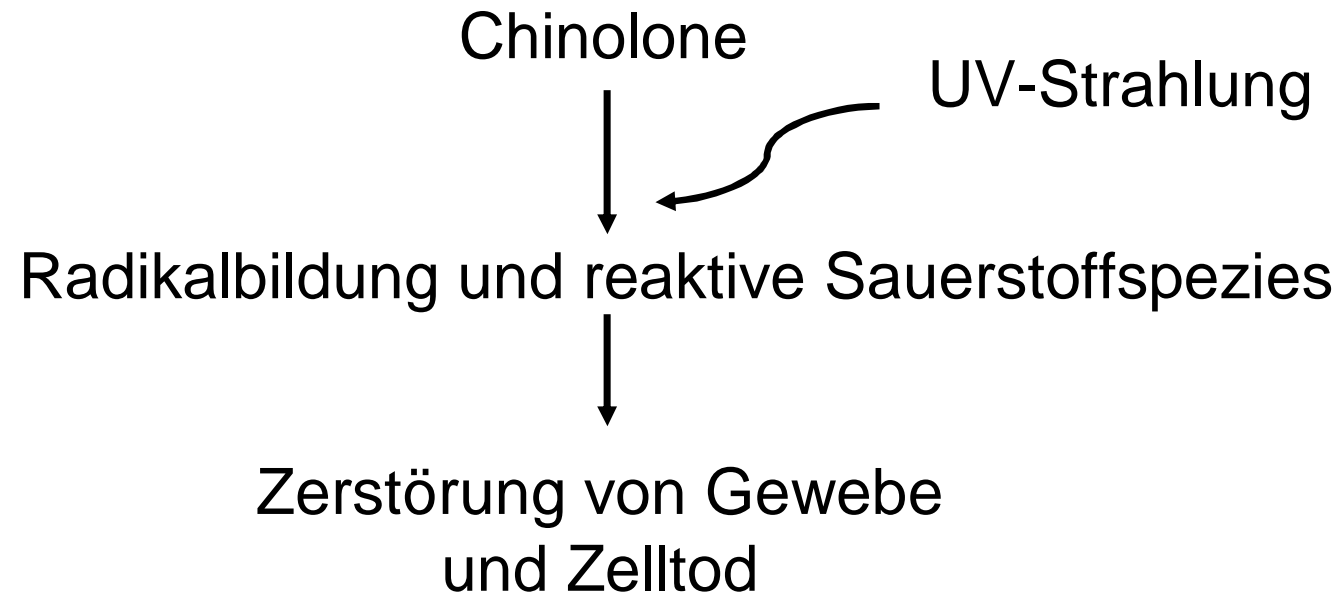 Chinolone
UV-Strahlung
Radikalbildung und reaktive Sauerstoffspezies
Zerstörung von Gewebe
und Zelltod